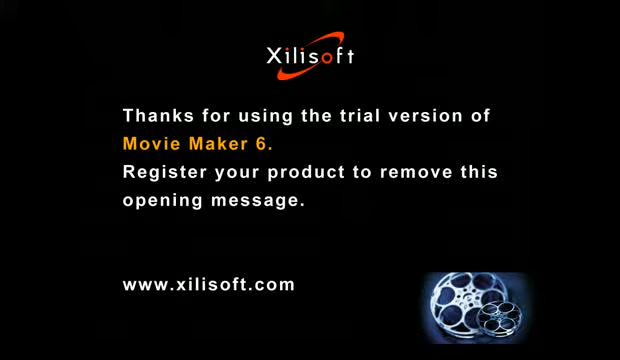 Xilisoft
Thanks for using the trial version of
Movie Maker 6.
Register your product to remove this
opening message.
www.xilisoft.com